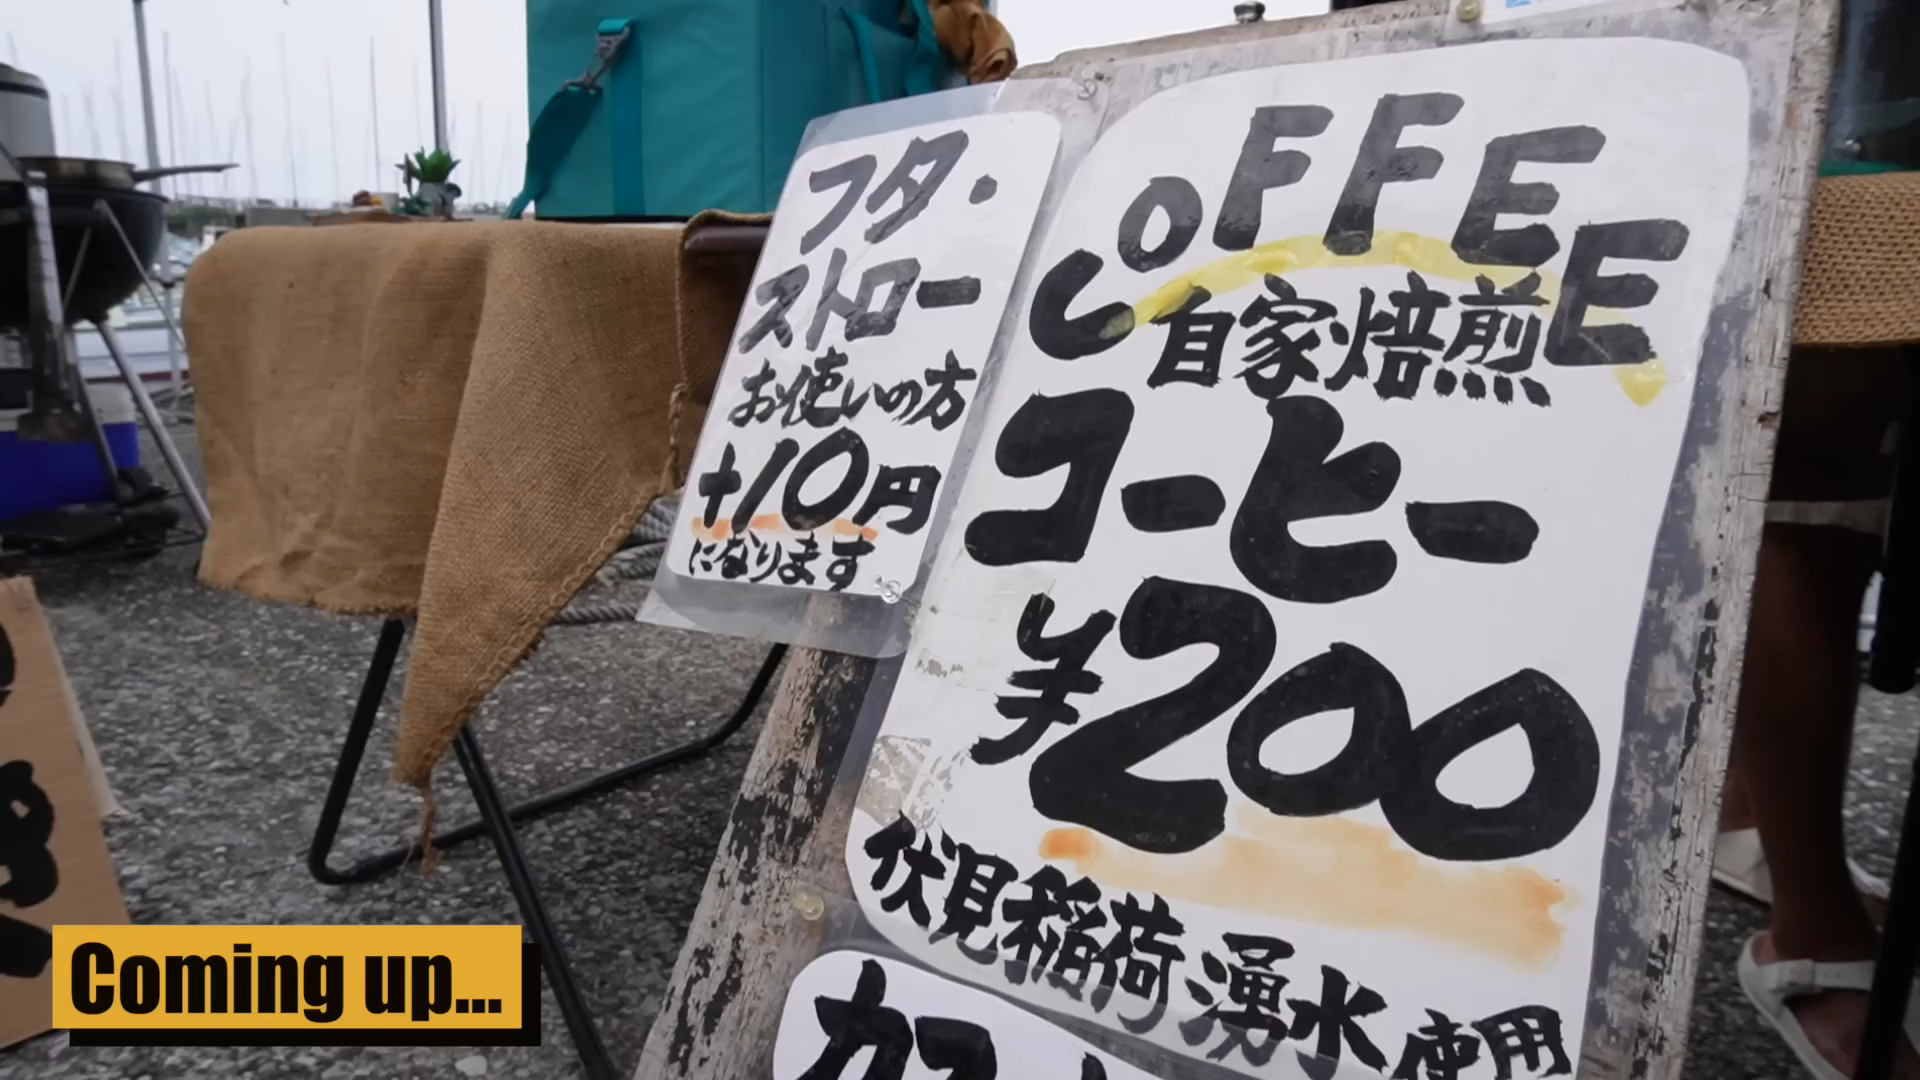 フタ・
ストロー
お使いの方
+10円
になります
COFFEE
自家焙煎
コーヒー
¥200
伏見稲荷湧水使用
Coming up...